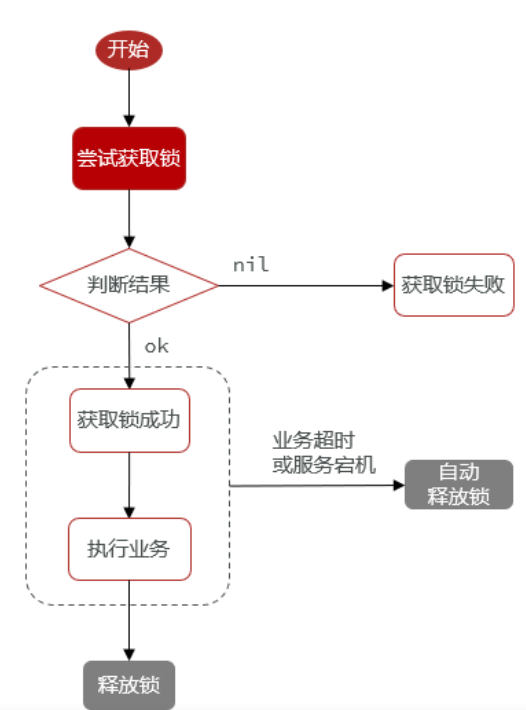 开始
尝试获取锁
判断结果
nil
获取锁失败
ok
获取锁成功
业务超时
或服务宕机
自动
释放锁
执行业务
释放锁